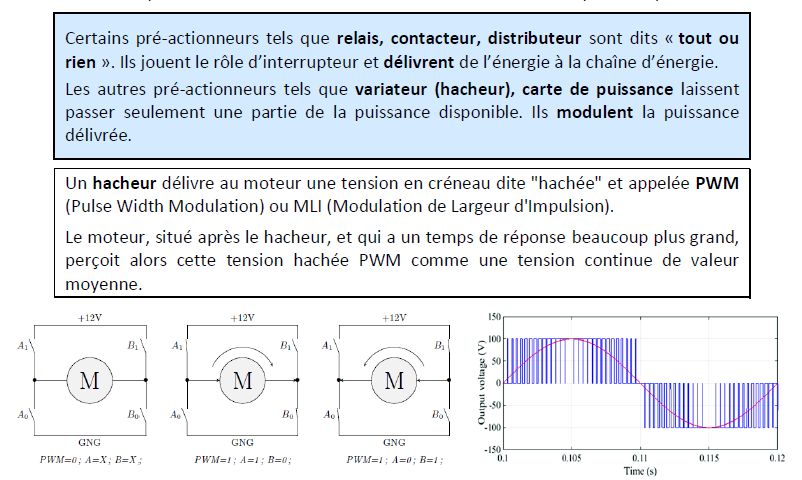 Certains pré-actionneurs tels que relais, contacteur, distributeur sont dits « tout ou
rien ». Ils jouent le rôle d'interrupteur et délivrent de l'énergie à la chaîne d'énergie.
Les autres pré-actionneurs tels que variateur (hacheur), carte de puissance laissent
passer seulement une partie de la puissance disponible. Ils modulent la puissance
délivrée.
Un hacheur délivre au moteur une tension en créneau dite "hachée" et appelée PWM
(Pulse Width Modulation) ou MLI (Modulation de Largeur d'Impulsion).
Le moteur, situé après le hacheur, et qui a un temps de réponse beaucoup plus grand,
perçoit alors cette tension hachée PWM comme une tension continue de valeur
moyenne.
+12V
A1
B1
M
A0
B0
GNG
PWM=0; A=X; B=X;
+12V
A1
B1
M
A0
B0
GNG
PWM=1; A=1; B=0;
+12V
A1
B1
M
A0
B0
GNG
PWM=1; A=0; B=1;
Output voltage (V)
150
100
50
0
-50
-100
-150
0.1
0.105
0.11
0.115
0.12
Time (s)